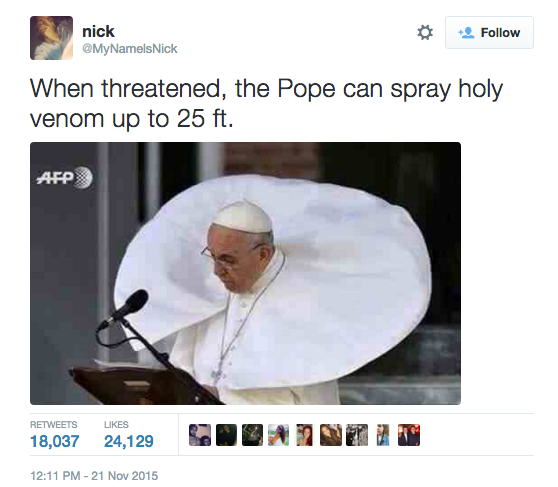 nick
@MyNameIsNick
Follow
When threatened, the Pope can spray holy
venom up to 25 ft.
AFP
RETWEETS
LIKES
18,037
24,129
12:11 PM - 21 Nov 2015